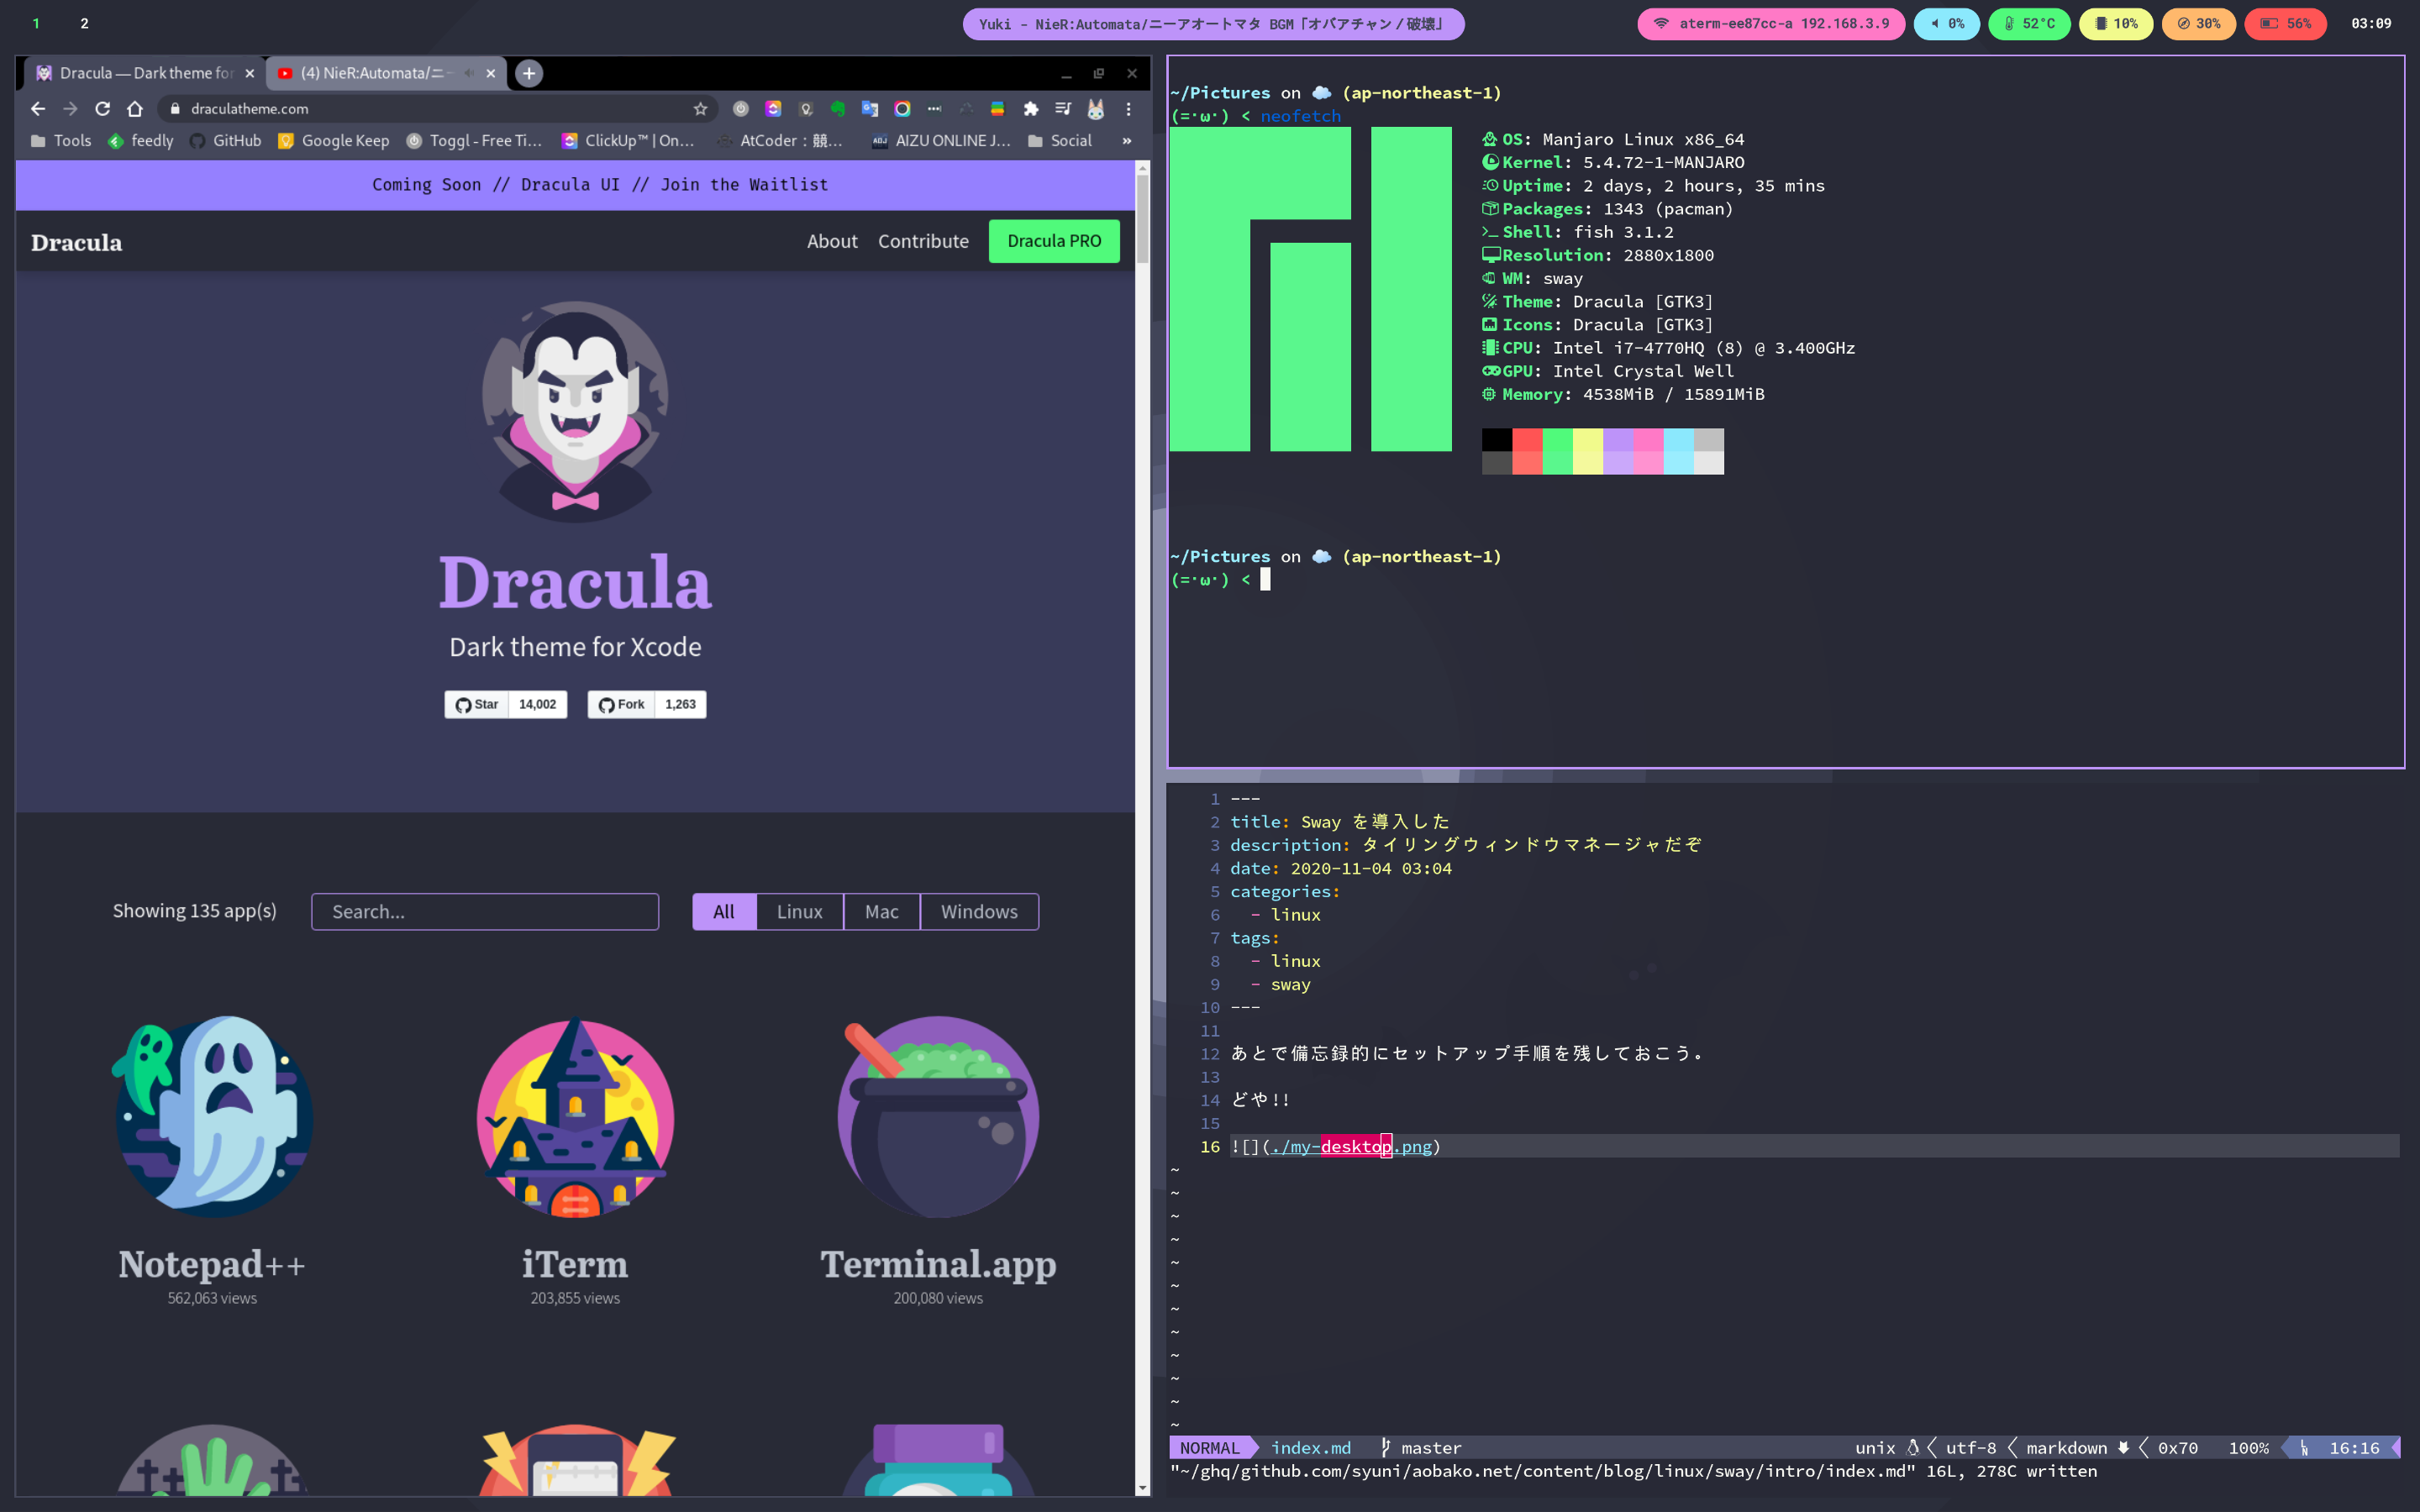 1 2
Yuki - NieR:Automata/ニーアオートマタ BGM「オバアチャン / 破壊」
aterm-ee87cc-a 192.168.3.9
0%
52°C
10%
30%
56%
03:09
Dracula — Dark theme for
(4) NieR:Automata/ニー
draculatheme.com
Tools feedly GitHub Google Keep Toggl - Free Ti... ClickUp™ | On... AtCoder：競... AIZU ONLINE J... Social »
Coming Soon // Dracula UI // Join the Waitlist
Dracula
About Contribute Dracula PRO
Dracula
Dark theme for Xcode
Star 14,002 Fork 1,263
Showing 135 app(s) Search... All Linux Mac Windows
Notepad++ iTerm Terminal.app
562,063 views 203,855 views 200,080 views
~/Pictures on (ap-northeast-1)
(=･ω･) < neofetch
OS: Manjaro Linux x86_64
Kernel: 5.4.72-1-MANJARO
Uptime: 2 days, 2 hours, 35 mins
Packages: 1343 (pacman)
Shell: fish 3.1.2
Resolution: 2880x1800
WM: sway
Theme: Dracula [GTK3]
Icons: Dracula [GTK3]
CPU: Intel i7-4770HQ (8) @ 3.400GHz
GPU: Intel Crystal Well
Memory: 4538MiB / 15891MiB
~/Pictures on (ap-northeast-1)
(=･ω･) <
1 ---
2 title: Sway を導入した
3 description: タイリングウィンドウマネージャだぞ
4 date: 2020-11-04 03:04
5 categories:
6 - linux
7 tags:
8 - linux
9 - sway
10 ---
11
12 あとで備忘録的にセットアップ手順を残しておこう。
13
14 どや!!
15
16 ![](./my-desktop.png)
~
~
~
~
~
~
~
~
~
~
~
~
NORMAL index.md master unix utf-8 markdown 0x70 100% 16:16
"~/ghq/github.com/syuni/aobako.net/content/blog/linux/sway/intro/index.md" 16L, 278C written